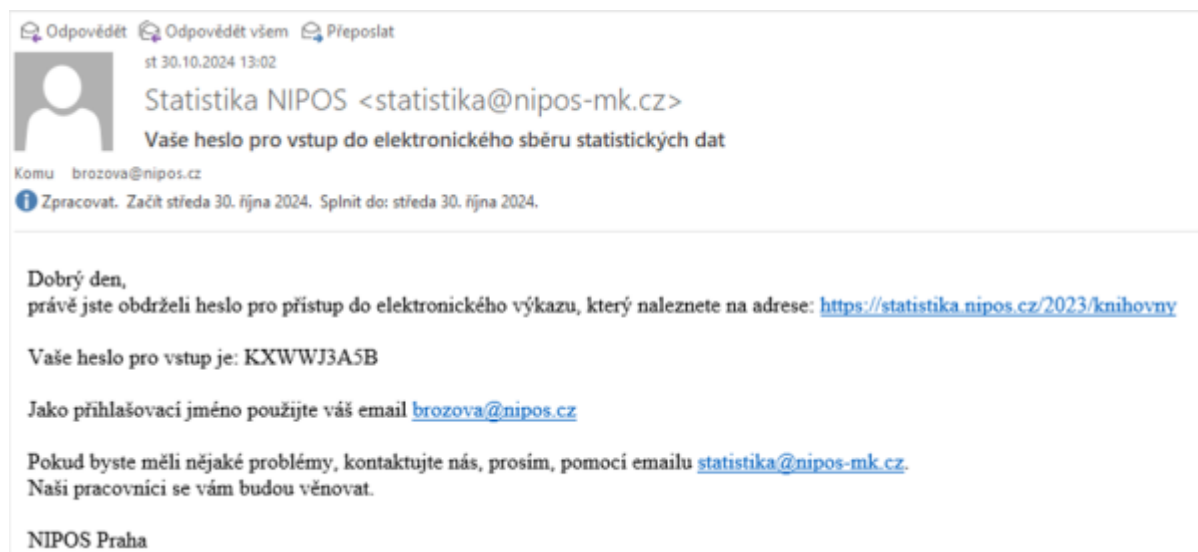 Odpovědět Odpovědět všem Přeposlat
st 30.10.2024 13:02
Statistika NIPOS <statistika@nipos-mk.cz>
Vaše heslo pro vstup do elektronického sběru statistických dat
Komu brozova@nipos.cz
Zpracovat. Začít středa 30. října 2024. Splnit do: středa 30. října 2024.
Dobrý den,
právě jste obdrželi heslo pro přístup do elektronického výkazu, který naleznete na adrese: https://statistika.nipos.cz/2023/knihovny
Vaše heslo pro vstup je: KXWWJ3A5B
Jako přihlašovací jméno použijte váš email brozova@nipos.cz
Pokud byste měli nějaké problémy, kontaktujte nás, prosím, pomocí emailu statistika@nipos-mk.cz.
Naši pracovníci se vám budou věnovat.
NIPOS Praha